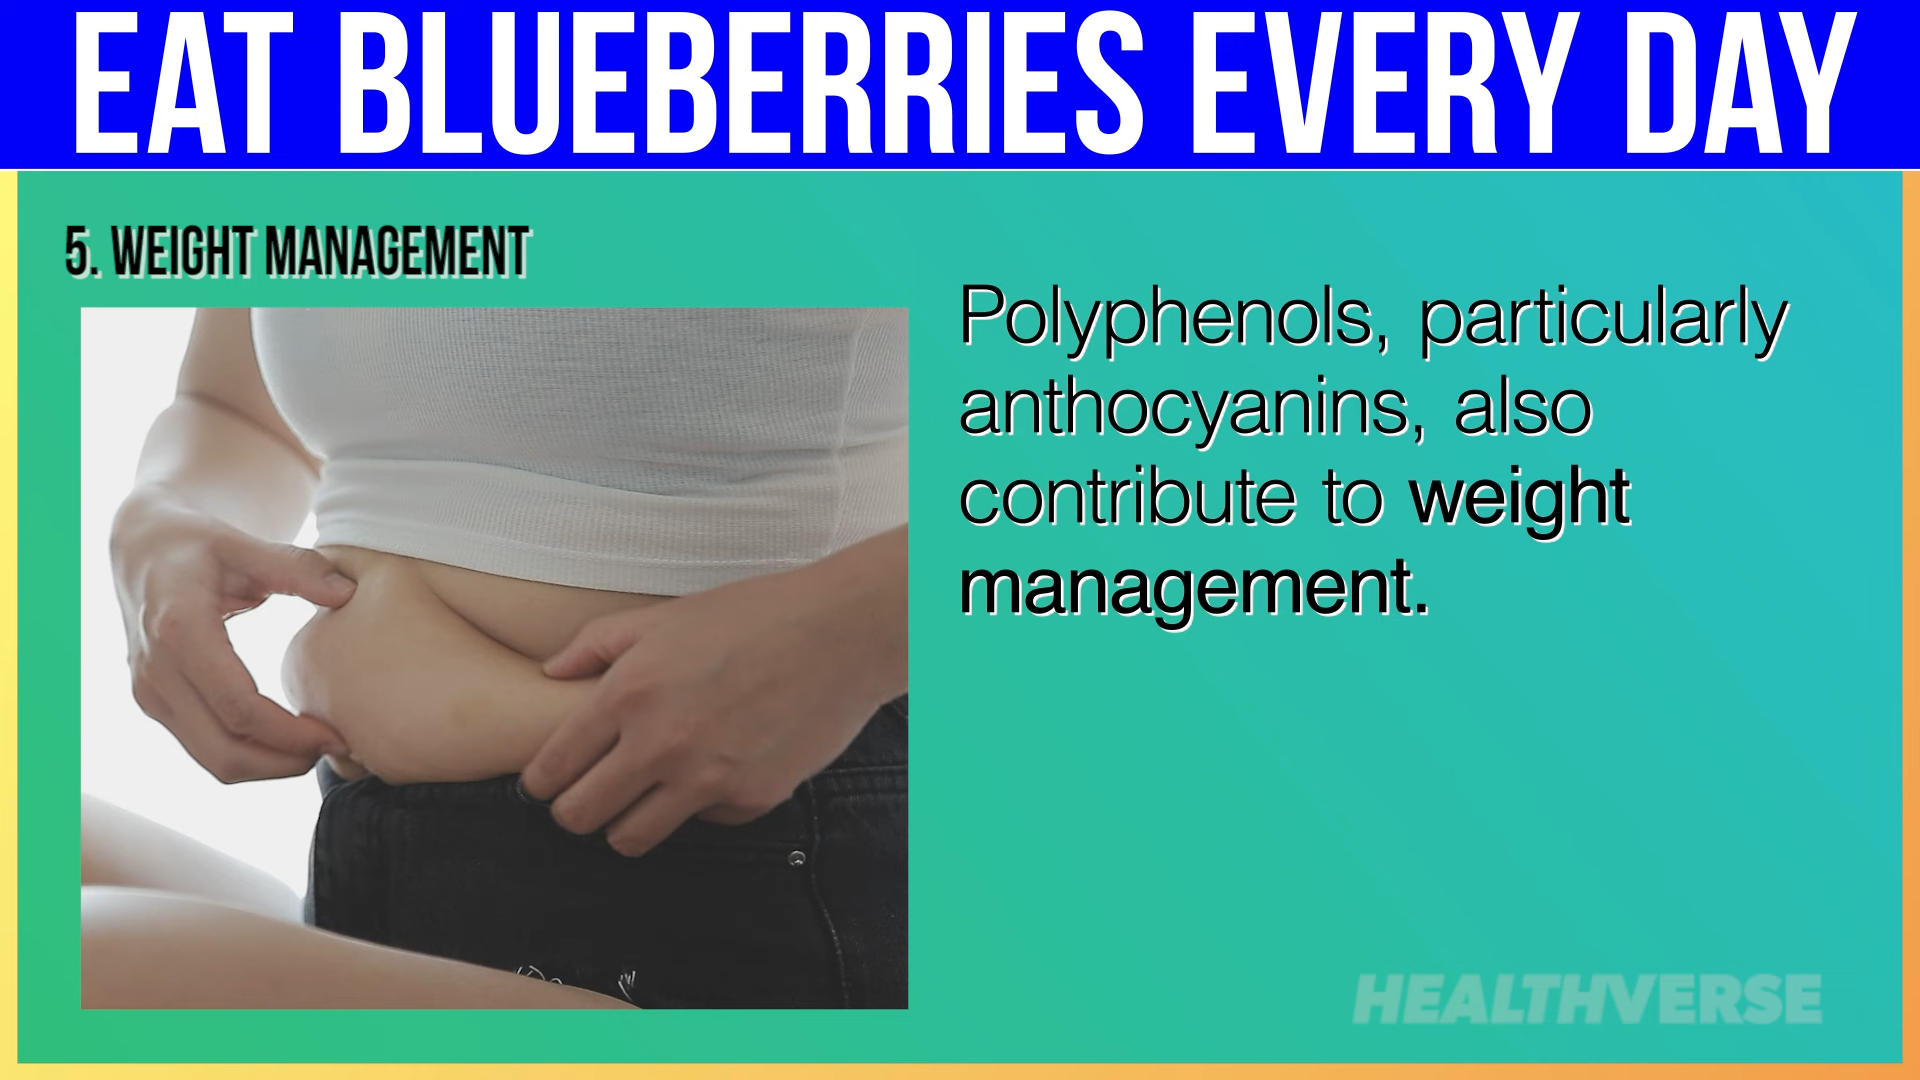 EAT BLUEBERRIES EVERY DAY
5. WEIGHT MANAGEMENT
Polyphenols, particularly
anthocyanins, also
contribute to weight
management.
HEALTHVERSE